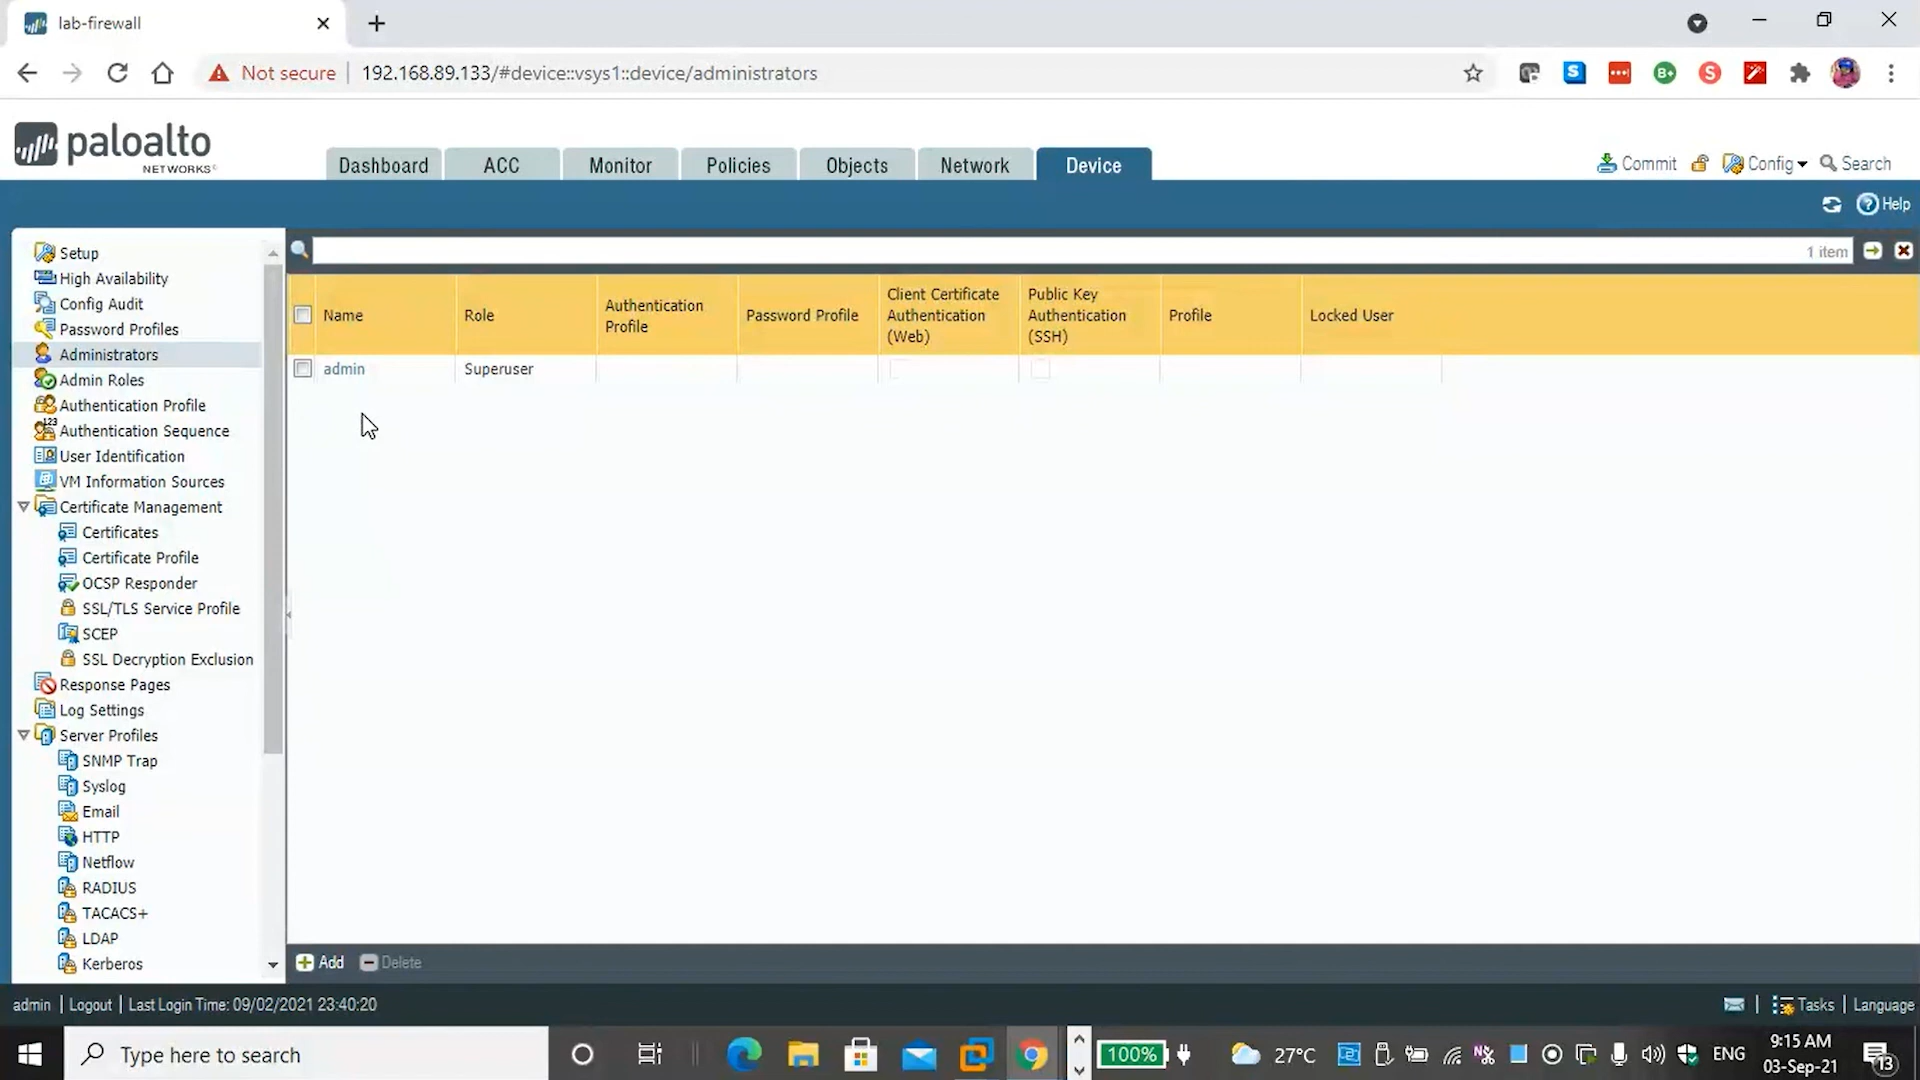 lab-firewall
Not secure
192.168.89.133/#device::vsys1::device/administrators
paloalto
NETWORKS
Dashboard
ACC
Monitor
Policies
Objects
Network
Device
Commit
Config
Search
Help
Setup
High Availability
Config Audit
Password Profiles
Administrators
Admin Roles
Authentication Profile
Authentication Sequence
User Identification
VM Information Sources
Certificate Management
Certificates
Certificate Profile
OCSP Responder
SSL/TLS Service Profile
SCEP
SSL Decryption Exclusion
Response Pages
Log Settings
Server Profiles
SNMP Trap
Syslog
Email
HTTP
Netflow
RADIUS
TACACS+
LDAP
Kerberos
1 item
Name
Role
Authentication
Profile
Password Profile
Client Certificate
Authentication
(Web)
Public Key
Authentication
(SSH)
Profile
Locked User
admin
Superuser
Add
Delete
admin | Logout | Last Login Time: 09/02/2021 23:40:20
Tasks | Language
Type here to search
100%
27°C
ENG
9:15 AM
03-Sep-21
13